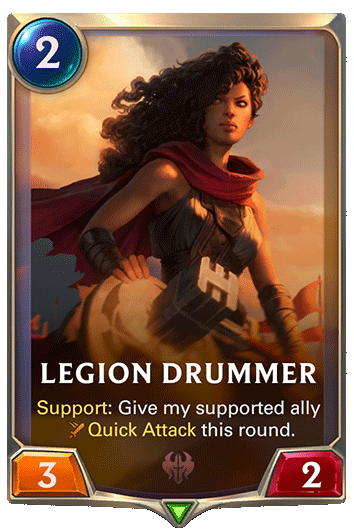 2
LEGION DRUMMER
Support: Give my supported ally
Quick Attack this round.
3
2